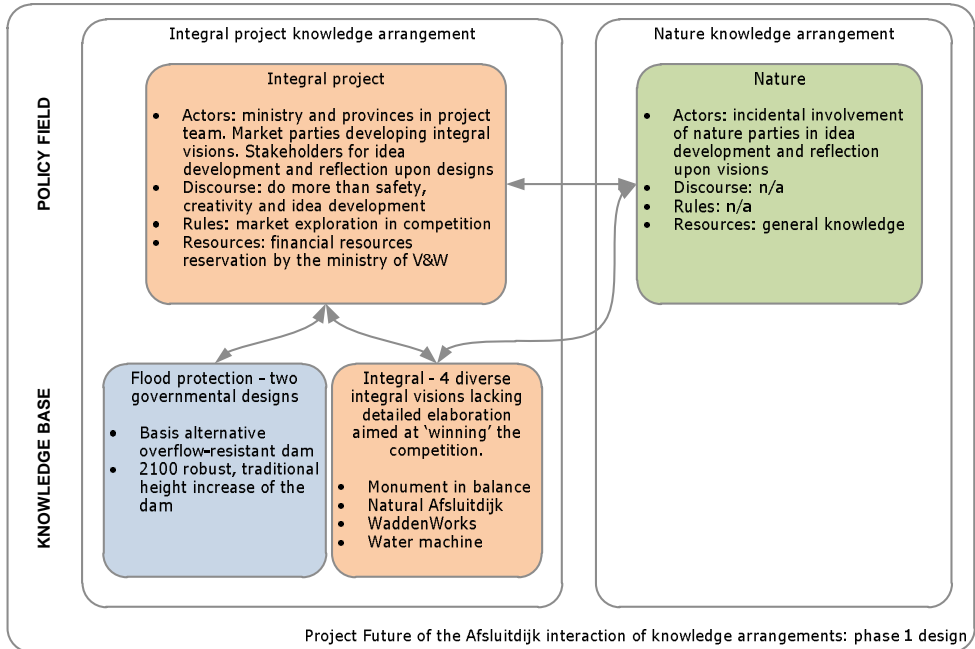 Integral project knowledge arrangement
Nature knowledge arrangement
POLICY FIELD
Integral project
• Actors: ministry and provinces in project
team. Market parties developing integral
visions. Stakeholders for idea
development and reflection upon designs
• Discourse: do more than safety,
creativity and idea development
• Rules: market exploration in competition
• Resources: financial resources
reservation by the ministry of V&W
Nature
• Actors: incidental involvement
of nature parties in idea
development and reflection
upon visions
• Discourse: n/a
• Rules: n/a
• Resources: general knowledge
KNOWLEDGE BASE
Flood protection - two
governmental designs
• Basis alternative
overflow-resistant dam
• 2100 robust, traditional
height increase of the
dam
Integral - 4 diverse
integral visions lacking
detailed elaboration
aimed at ‘winning’ the
competition.
• Monument in balance
• Natural Afsluitdijk
• WaddenWorks
• Water machine
Project Future of the Afsluitdijk interaction of knowledge arrangements: phase 1 design